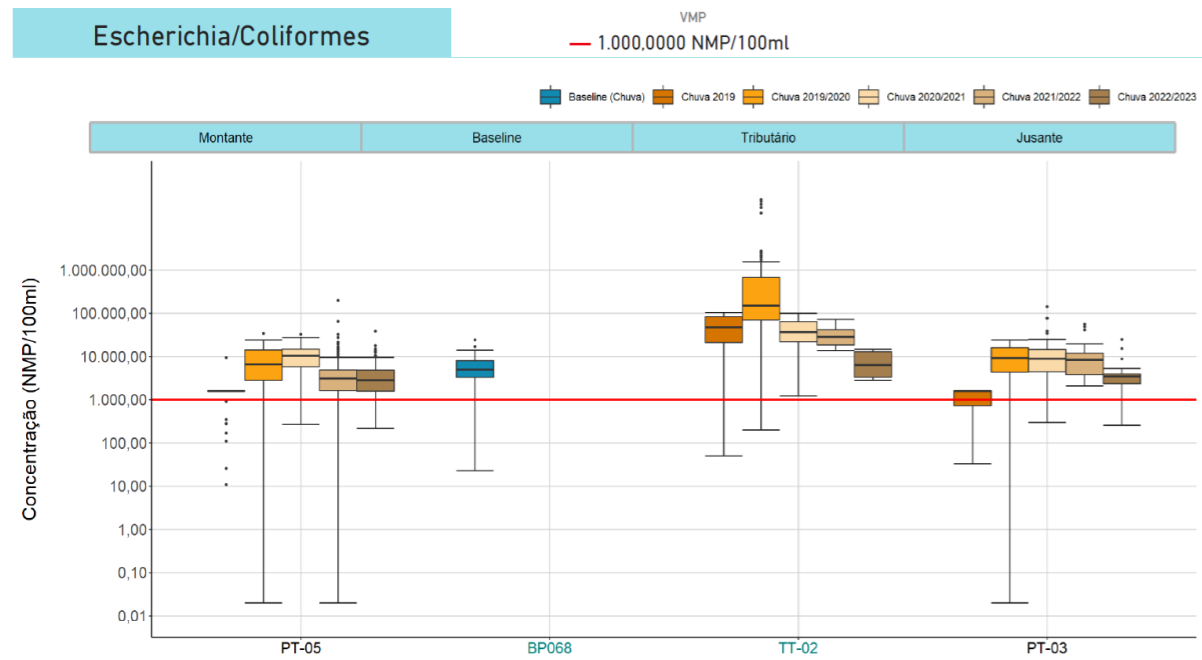 Escherichia/Coliformes
VMP
1.000,0000 NMP/100ml
Baseline (Chuva) Chuva 2019 Chuva 2019/2020 Chuva 2020/2021 Chuva 2021/2022 Chuva 2022/2023
Montante Baseline Tributário Jusante
Concentração (NMP/100ml)
1.000.000,00
100.000,00
10.000,00
1.000,00
100,00
10,00
1,00
0,10
0,01
PT-05 BP068 TT-02 PT-03